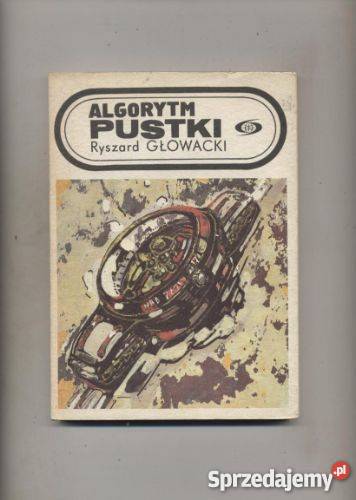 ALGORYTM
PUSTKI
Ryszard GŁOWACKI
Sprzedajemy.pl